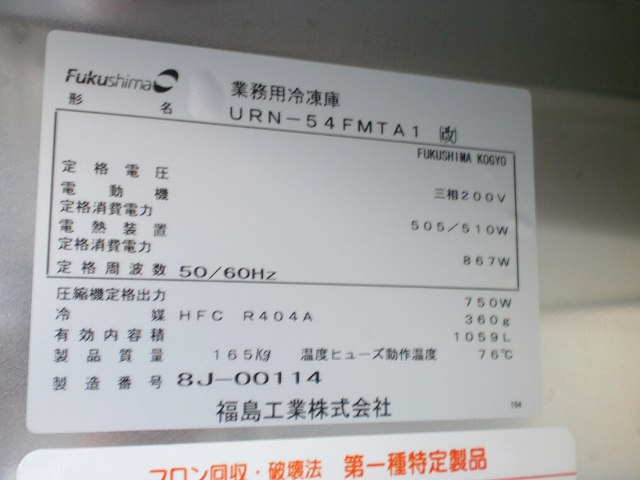 Fukushima 業務用冷凍庫
形名 URN-54FMTA1 改
FUKUSHIMA KOGYO
定格電圧 三相200V
電動機
定格消費電力 505/510W
電熱装置
定格消費電力 867W
定格周波数 50/60Hz
圧縮機定格出力 750W
冷媒 HFC R404A 360g
有効内容積 1059L
製品質量 165kg 温度ヒューズ動作温度 76℃
製造番号 8J-00114
福島工業株式会社 194
フロン回収・破壊法 第一種特定製品